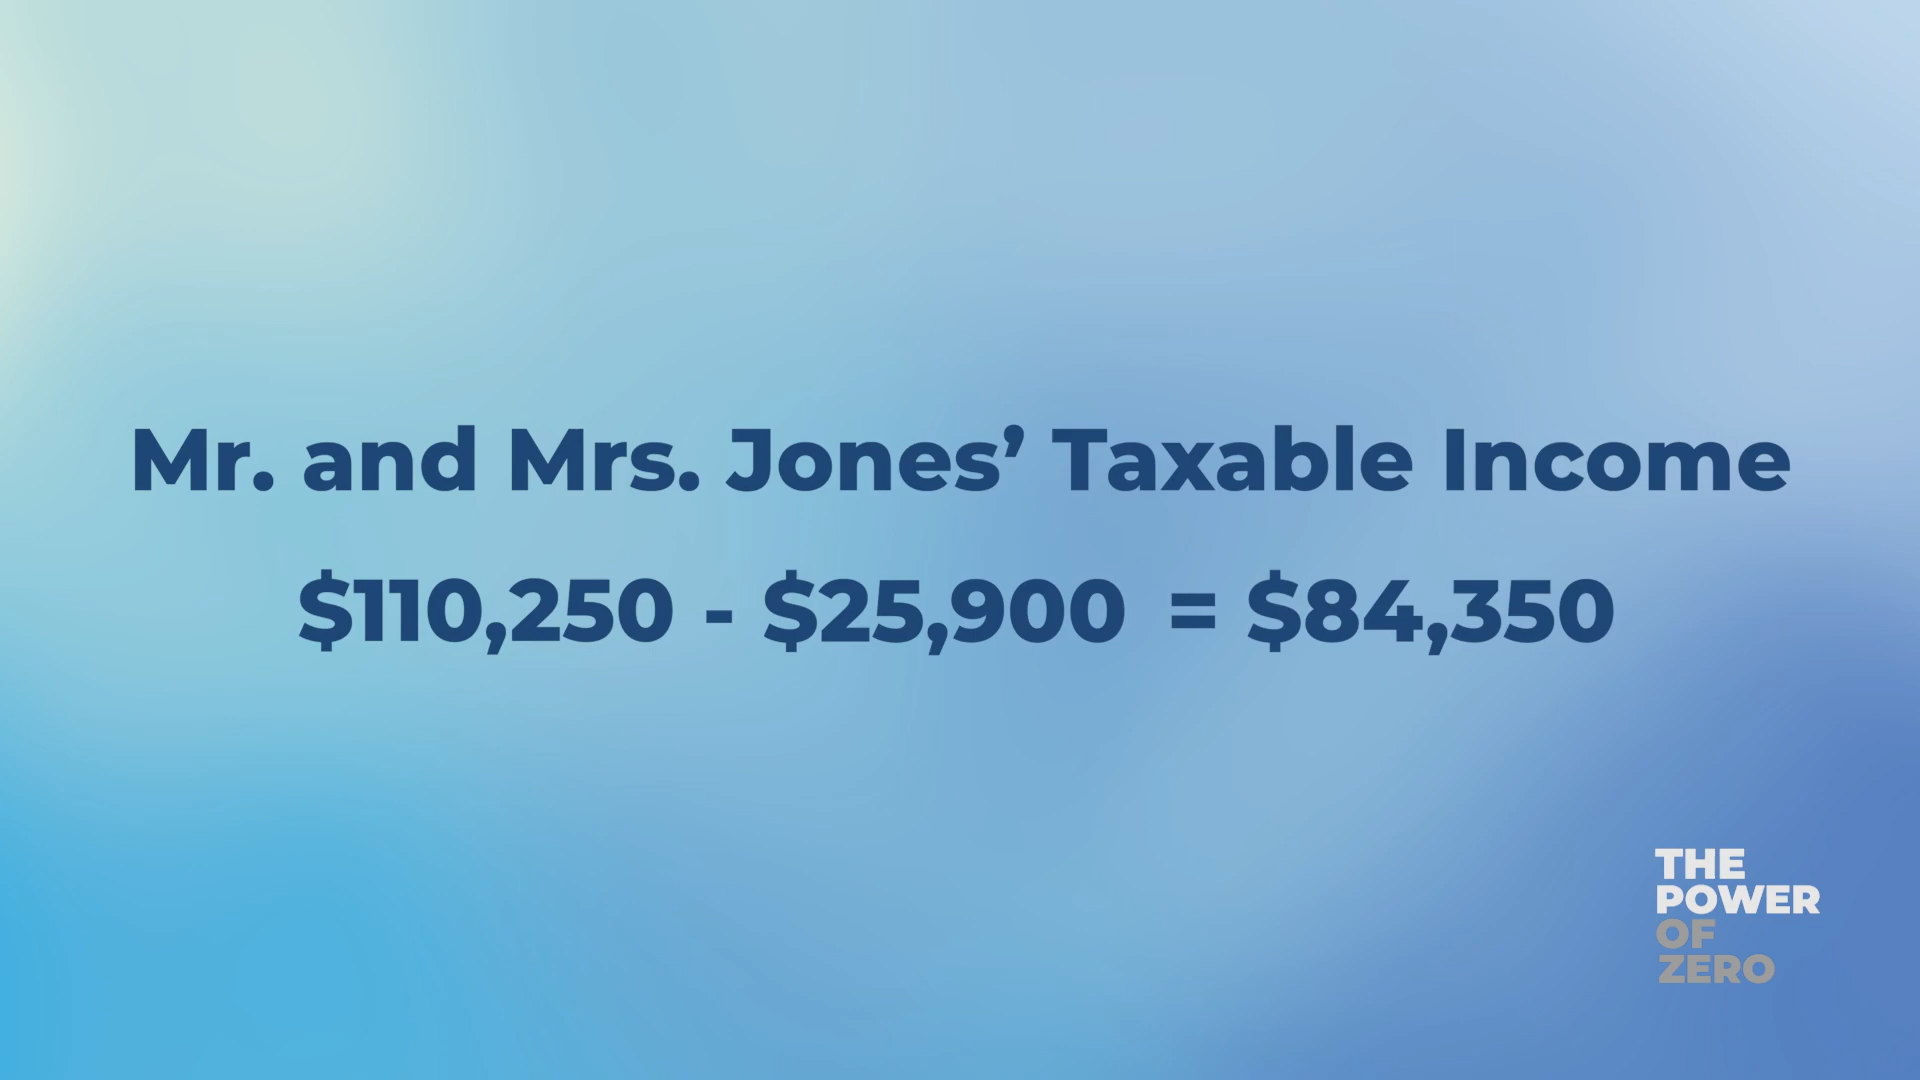 Mr. and Mrs. Jones’ Taxable Income
$110,250 - $25,900 = $84,350
THE
POWER
OF
ZERO